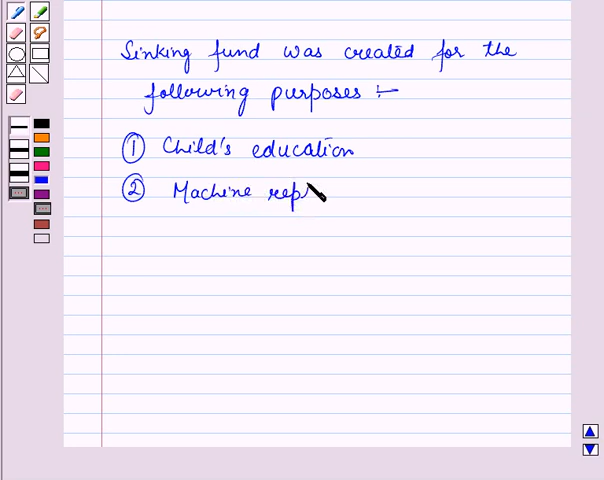 Sinking fund was created for the
following purposes :-
① Child's education
② Machine rep